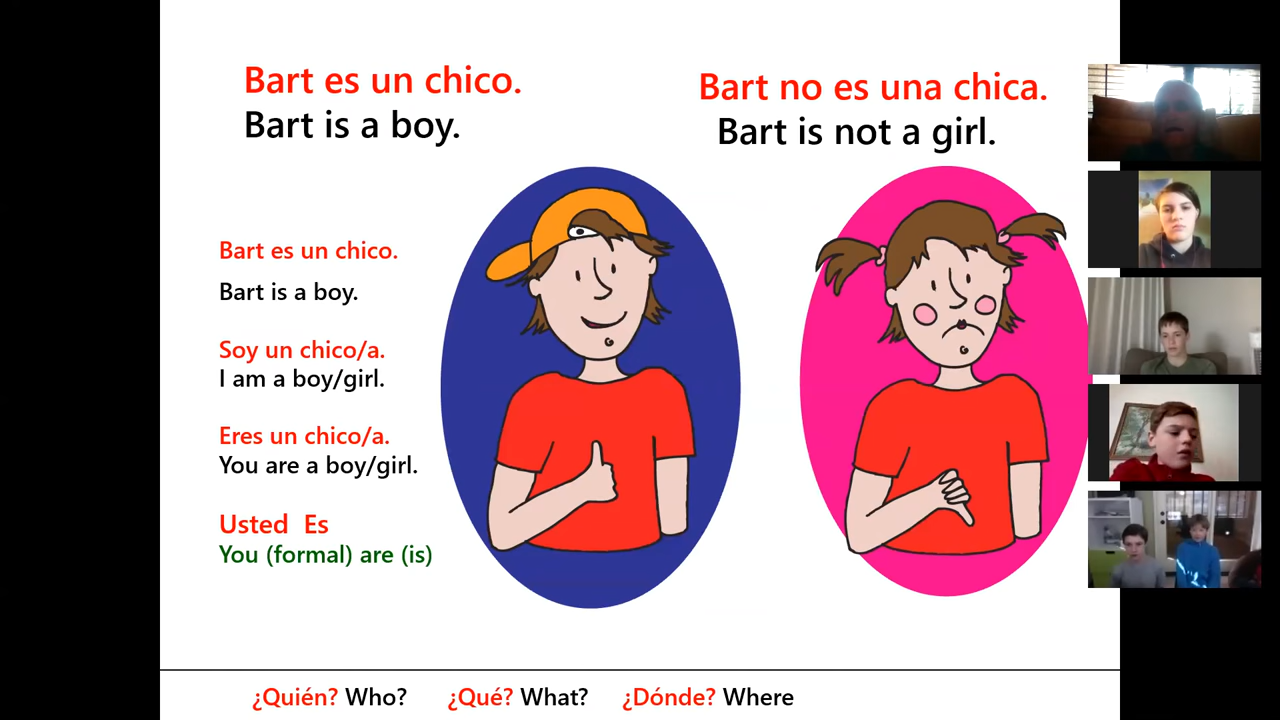 Bart es un chico.
Bart is a boy.
Bart no es una chica.
Bart is not a girl.
Bart es un chico.
Bart is a boy.
Soy un chico/a.
I am a boy/girl.
Eres un chico/a.
You are a boy/girl.
Usted Es
You (formal) are (is)
¿Quién? Who? ¿Qué? What? ¿Dónde? Where